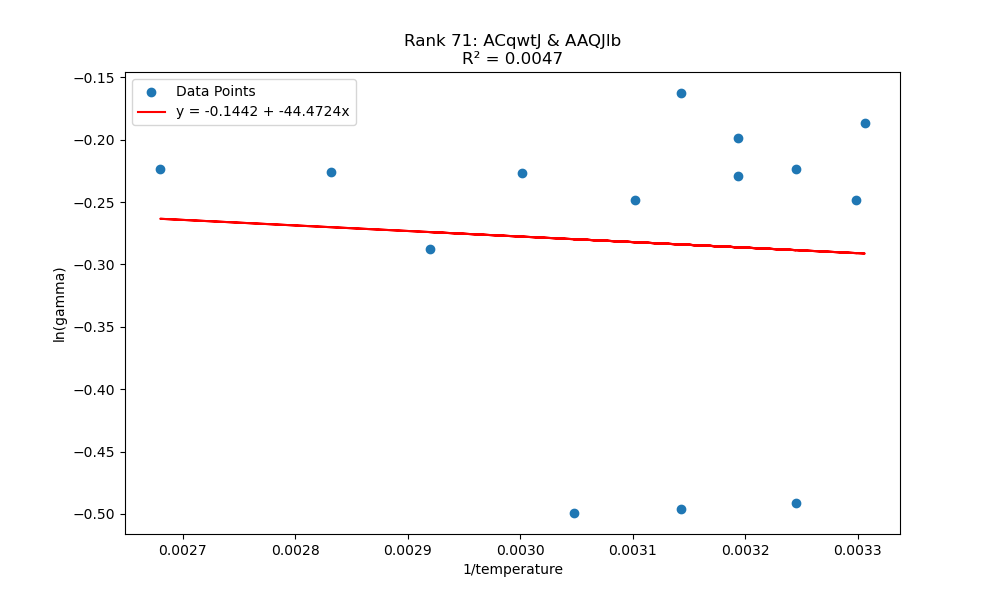 Rank 71: ACqwtJ & AAQJlb
R² = 0.0047
Data Points
y = -0.1442 + -44.4724x
−0.15
−0.20
−0.25
−0.30
−0.35
−0.40
−0.45
−0.50
ln(gamma)
0.0027 0.0028 0.0029 0.0030 0.0031 0.0032 0.0033
1/temperature